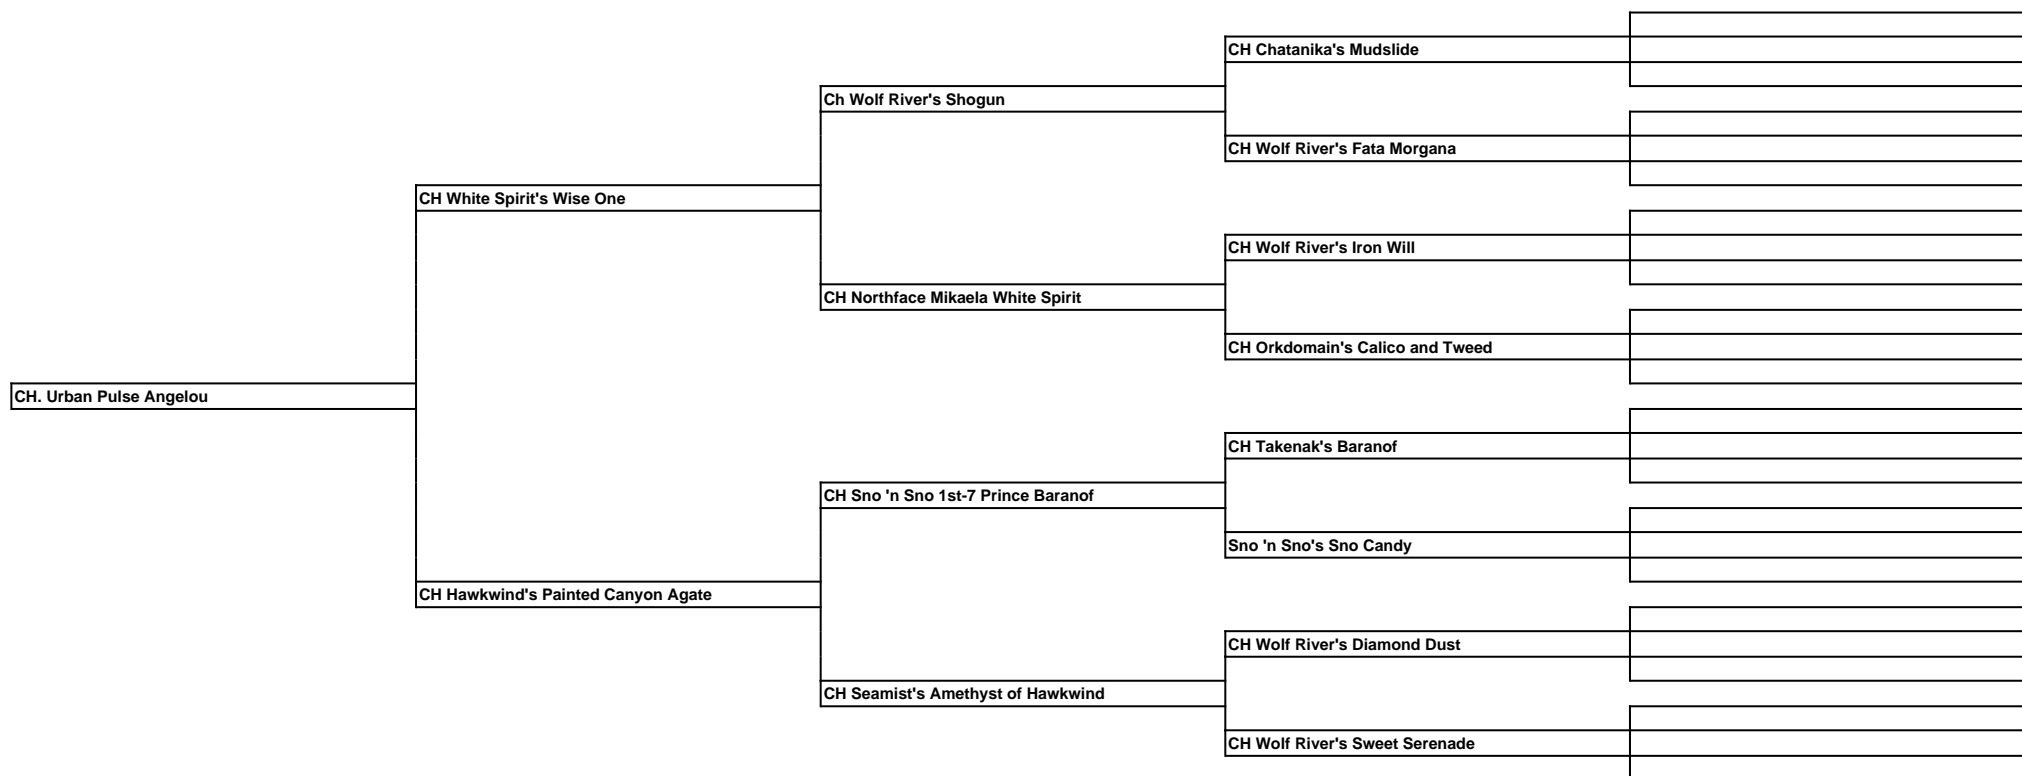 CH Chatanika's Mudslide
Ch Wolf River's Shogun
CH Wolf River's Fata Morgana
CH White Spirit's Wise One
CH Wolf River's Iron Will
CH Northface Mikaela White Spirit
CH Orkdomain's Calico and Tweed
CH. Urban Pulse Angelou
CH Takenak's Baranof
CH Sno 'n Sno 1st-7 Prince Baranof
Sno 'n Sno's Sno Candy
CH Hawkwind's Painted Canyon Agate
CH Wolf River's Diamond Dust
CH Seamist's Amethyst of Hawkwind
CH Wolf River's Sweet Serenade